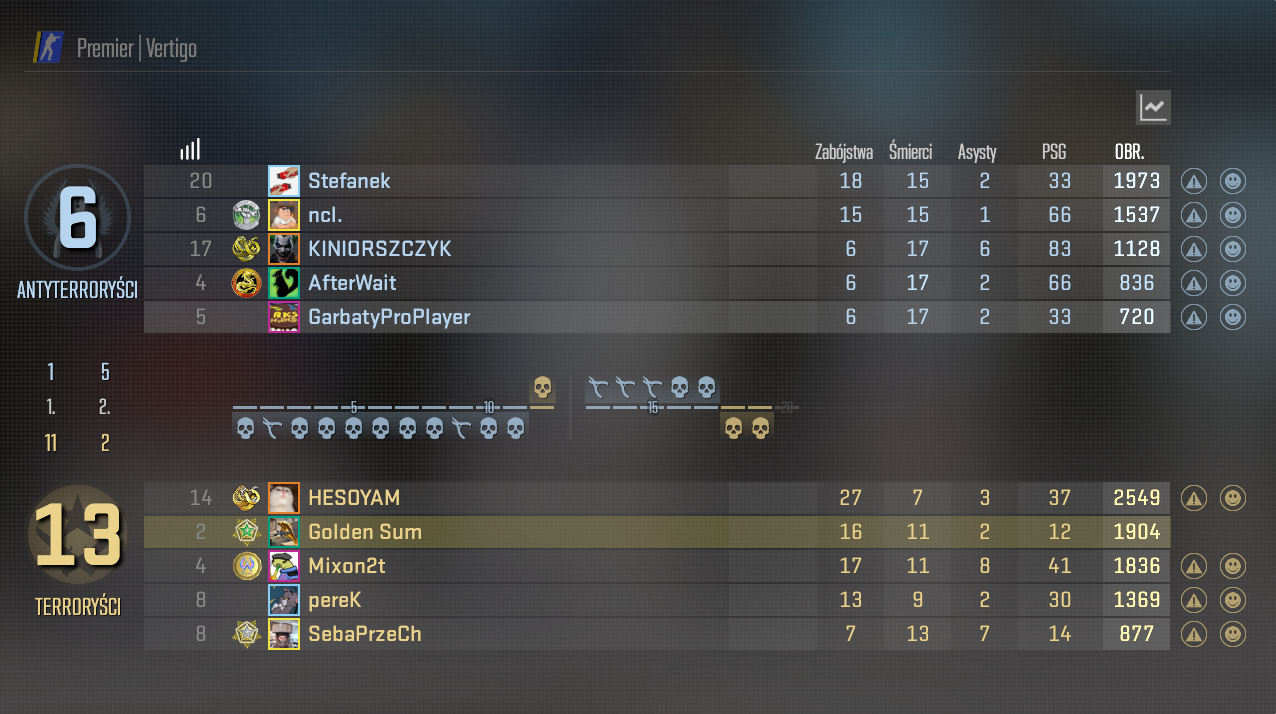 Premier | Vertigo
Zabójstwa Śmierci Asysty PSG OBR.
20 Stefanek 18 15 2 33 1973
6 ncl. 15 15 1 66 1537
17 KINIORSZCZYK 6 17 6 83 1128
4 AfterWait 6 17 2 66 836
5 GarbatyProPlayer 6 17 2 33 720
6
ANTYTERRORYŚCI
1 5
1. 2.
11 2
5 10 15 20
14 HESOYAM 27 7 3 37 2549
2 Golden Sum 16 11 2 12 1904
4 Mixon2t 17 11 8 41 1836
8 pereK 13 9 2 30 1369
8 SebaPrzeCh 7 13 7 14 877
13
TERRORYŚCI